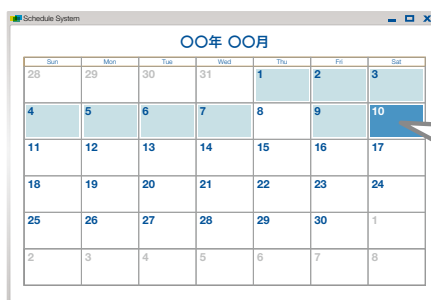 Schedule System
〇〇年 〇〇月
Sun Mon Tue Wed Thu Fri Sat
28 29 30 31 1 2 3
4 5 6 7 8 9 10
11 12 13 14 15 16 17
18 19 20 21 22 23 24
25 26 27 28 29 30 1
2 3 4 5 6 7 8